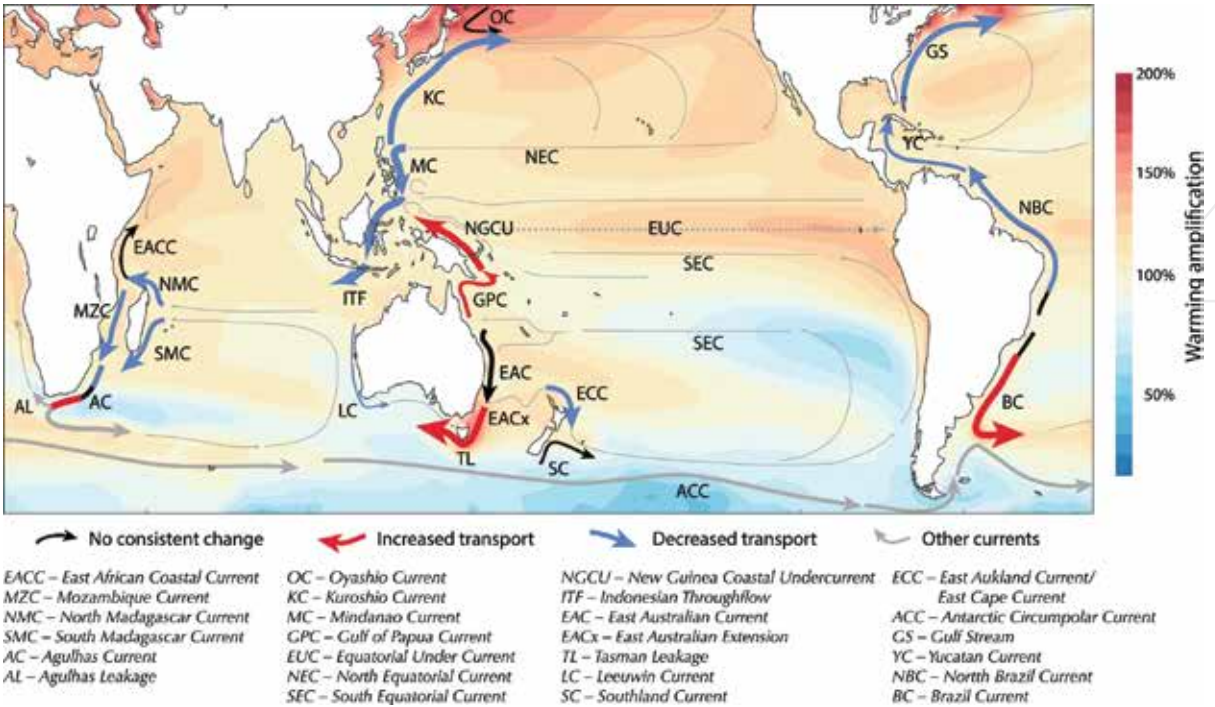 OC
GS
KC
YC
MC
NEC
NBC
NGCU
EUC
EACC
SEC
NMC
ITF
GPC
MZC
SEC
SMC
EAC
ECC
AL
AC
LC
EACx
BC
TL
SC
ACC
200%
150%
100%
50%
Warming amplification
No consistent change
Increased transport
Decreased transport
Other currents
EACC – East African Coastal Current
MZC – Mozambique Current
NMC – North Madagascar Current
SMC – South Madagascar Current
AC – Agulhas Current
AL – Agulhas Leakage
OC – Oyashio Current
KC – Kuroshio Current
MC – Mindanao Current
GPC – Gulf of Papua Current
EUC – Equatorial Under Current
NEC – North Equatorial Current
SEC – South Equatorial Current
NGCU – New Guinea Coastal Undercurrent
ITF – Indonesian Throughflow
EAC – East Australian Current
EACx – East Australian Extension
TL – Tasman Leakage
LC – Leeuwin Current
SC – Southland Current
ECC – East Aukland Current/
East Cape Current
ACC – Antarctic Circumpolar Current
GS – Gulf Stream
YC – Yucatan Current
NBC – North Brazil Current
BC – Brazil Current